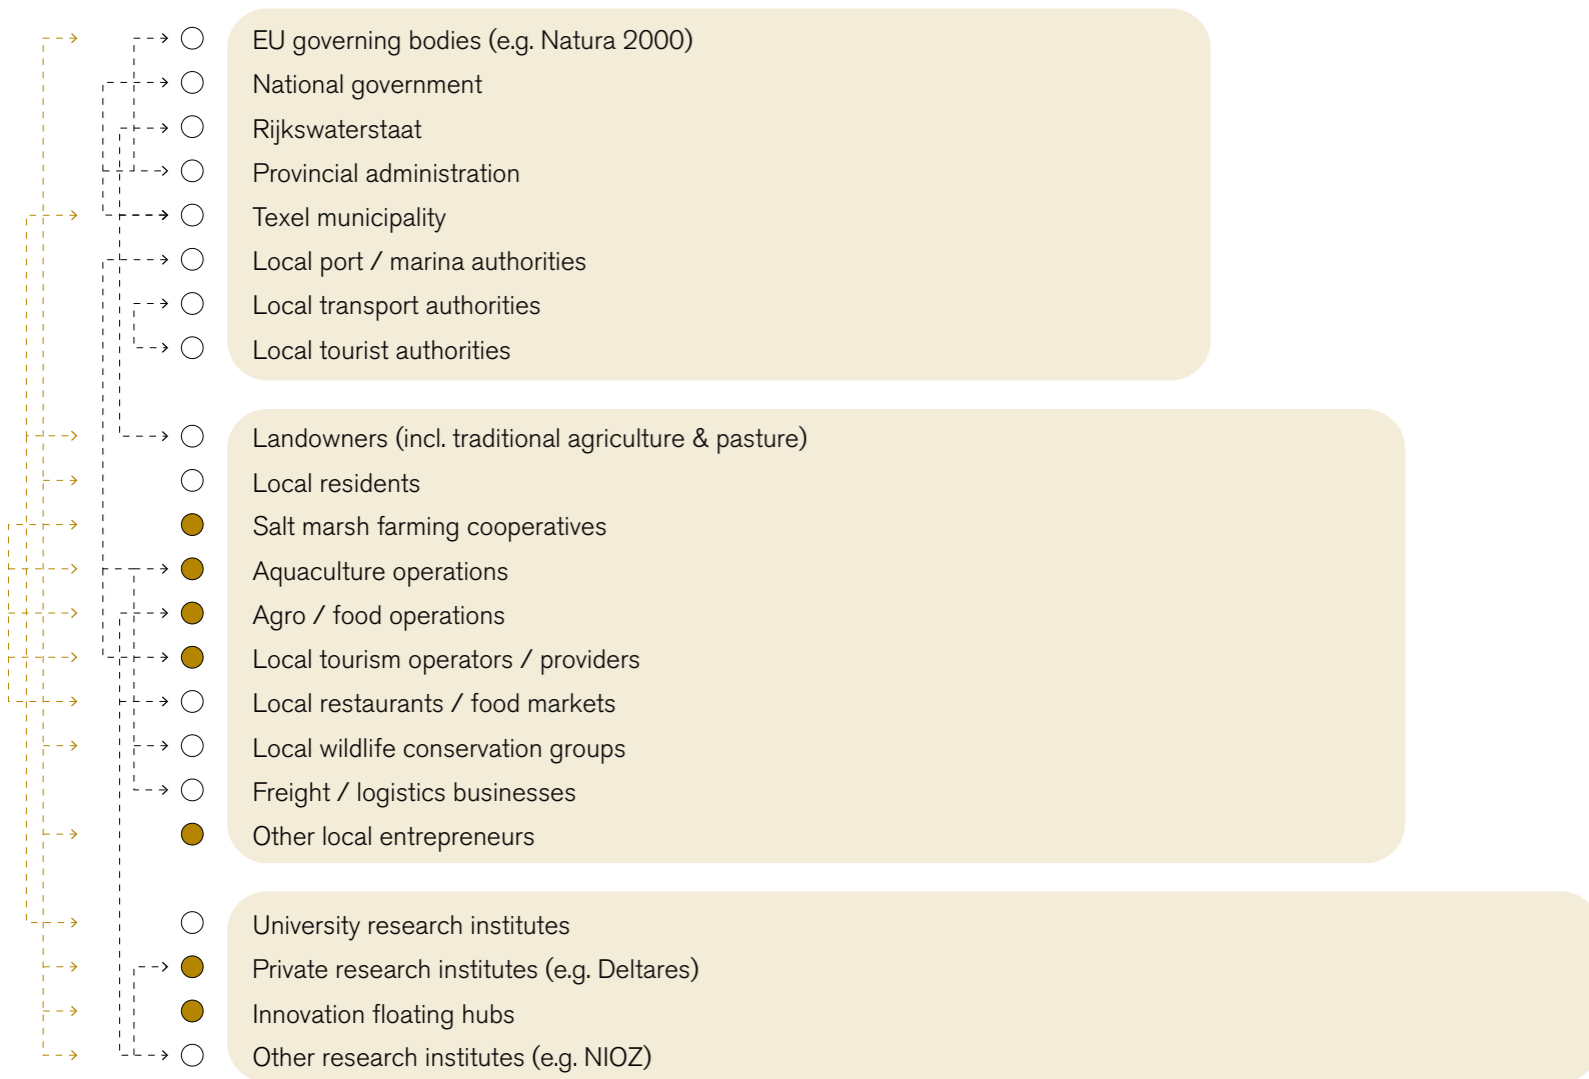 EU governing bodies (e.g. Natura 2000)
National government
Rijkswaterstaat
Provincial administration
Texel municipality
Local port / marina authorities
Local transport authorities
Local tourist authorities
Landowners (incl. traditional agriculture & pasture)
Local residents
Salt marsh farming cooperatives
Aquaculture operations
Agro / food operations
Local tourism operators / providers
Local restaurants / food markets
Local wildlife conservation groups
Freight / logistics businesses
Other local entrepreneurs
University research institutes
Private research institutes (e.g. Deltares)
Innovation floating hubs
Other research institutes (e.g. NIOZ)